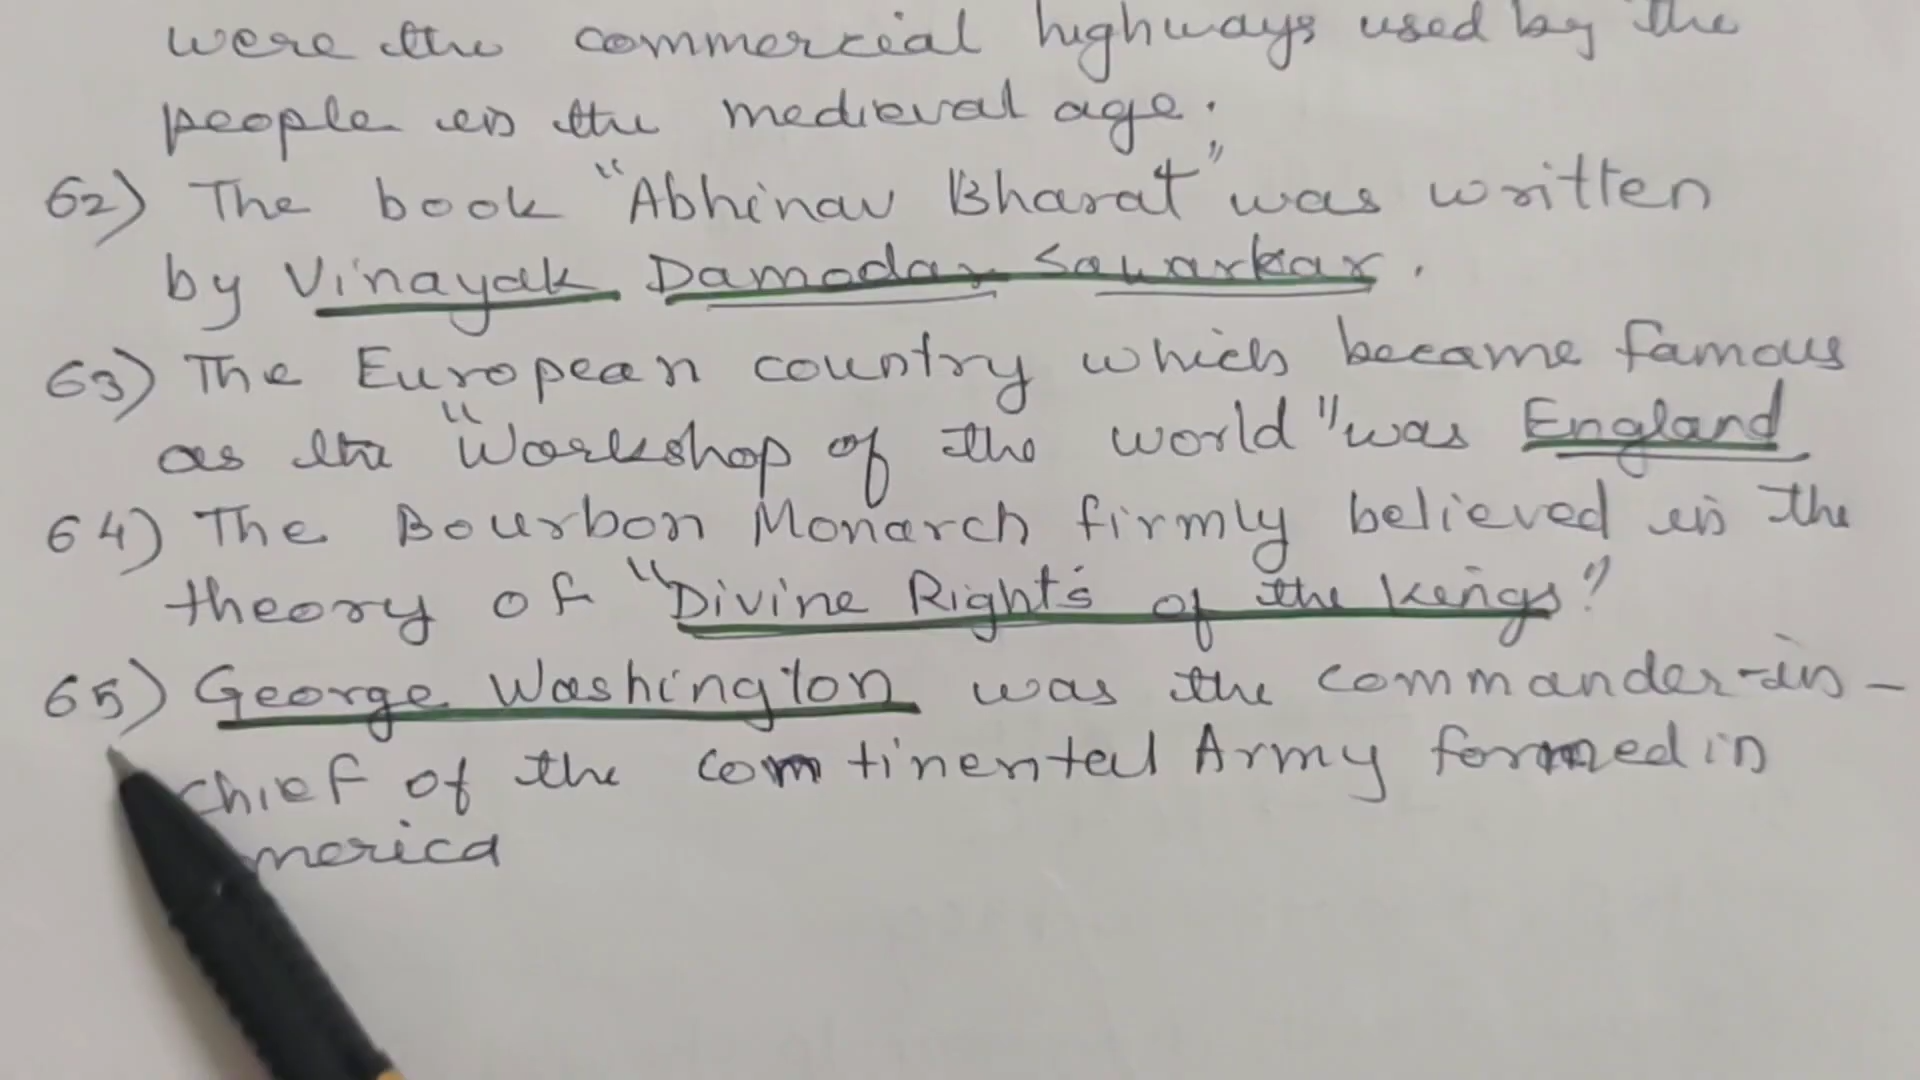 were the commercial highways used by the
people in the medieval age.
62) The book "Abhinav Bharat" was written
by Vinayak Damodar Sawarkar.
63) The European country which became famous
as the "Workshop of the world" was England
64) The Bourbon Monarch firmly believed in the
theory of "Divine Rights of the kings"
65) George Washington was the commander-in-
chief of the comtinental Army formed in
merica